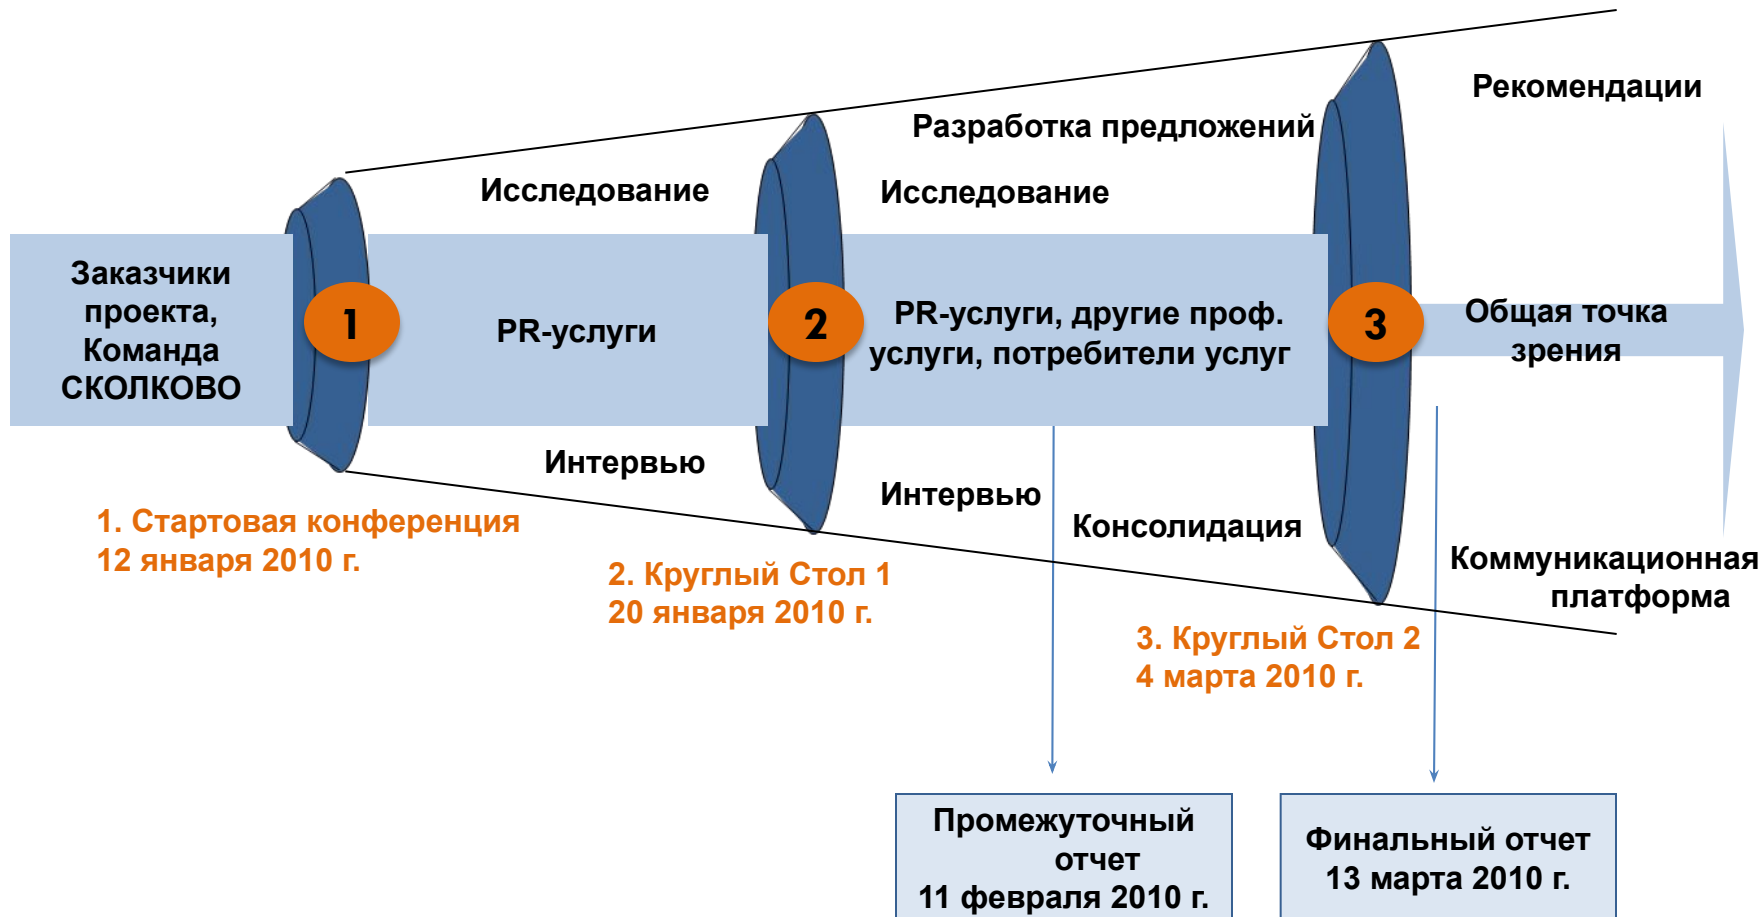 Рекомендации
Разработка предложений
Исследование
Исследование
Заказчики
проекта,
Команда
СКОЛКОВО
1
PR-услуги
2
PR-услуги, другие проф.
услуги, потребители услуг
3
Общая точка
зрения
Интервью
Интервью
Консолидация
Коммуникационная
платформа
1. Стартовая конференция
12 января 2010 г.
2. Круглый Стол 1
20 января 2010 г.
3. Круглый Стол 2
4 марта 2010 г.
Промежуточный
отчет
11 февраля 2010 г.
Финальный отчет
13 марта 2010 г.